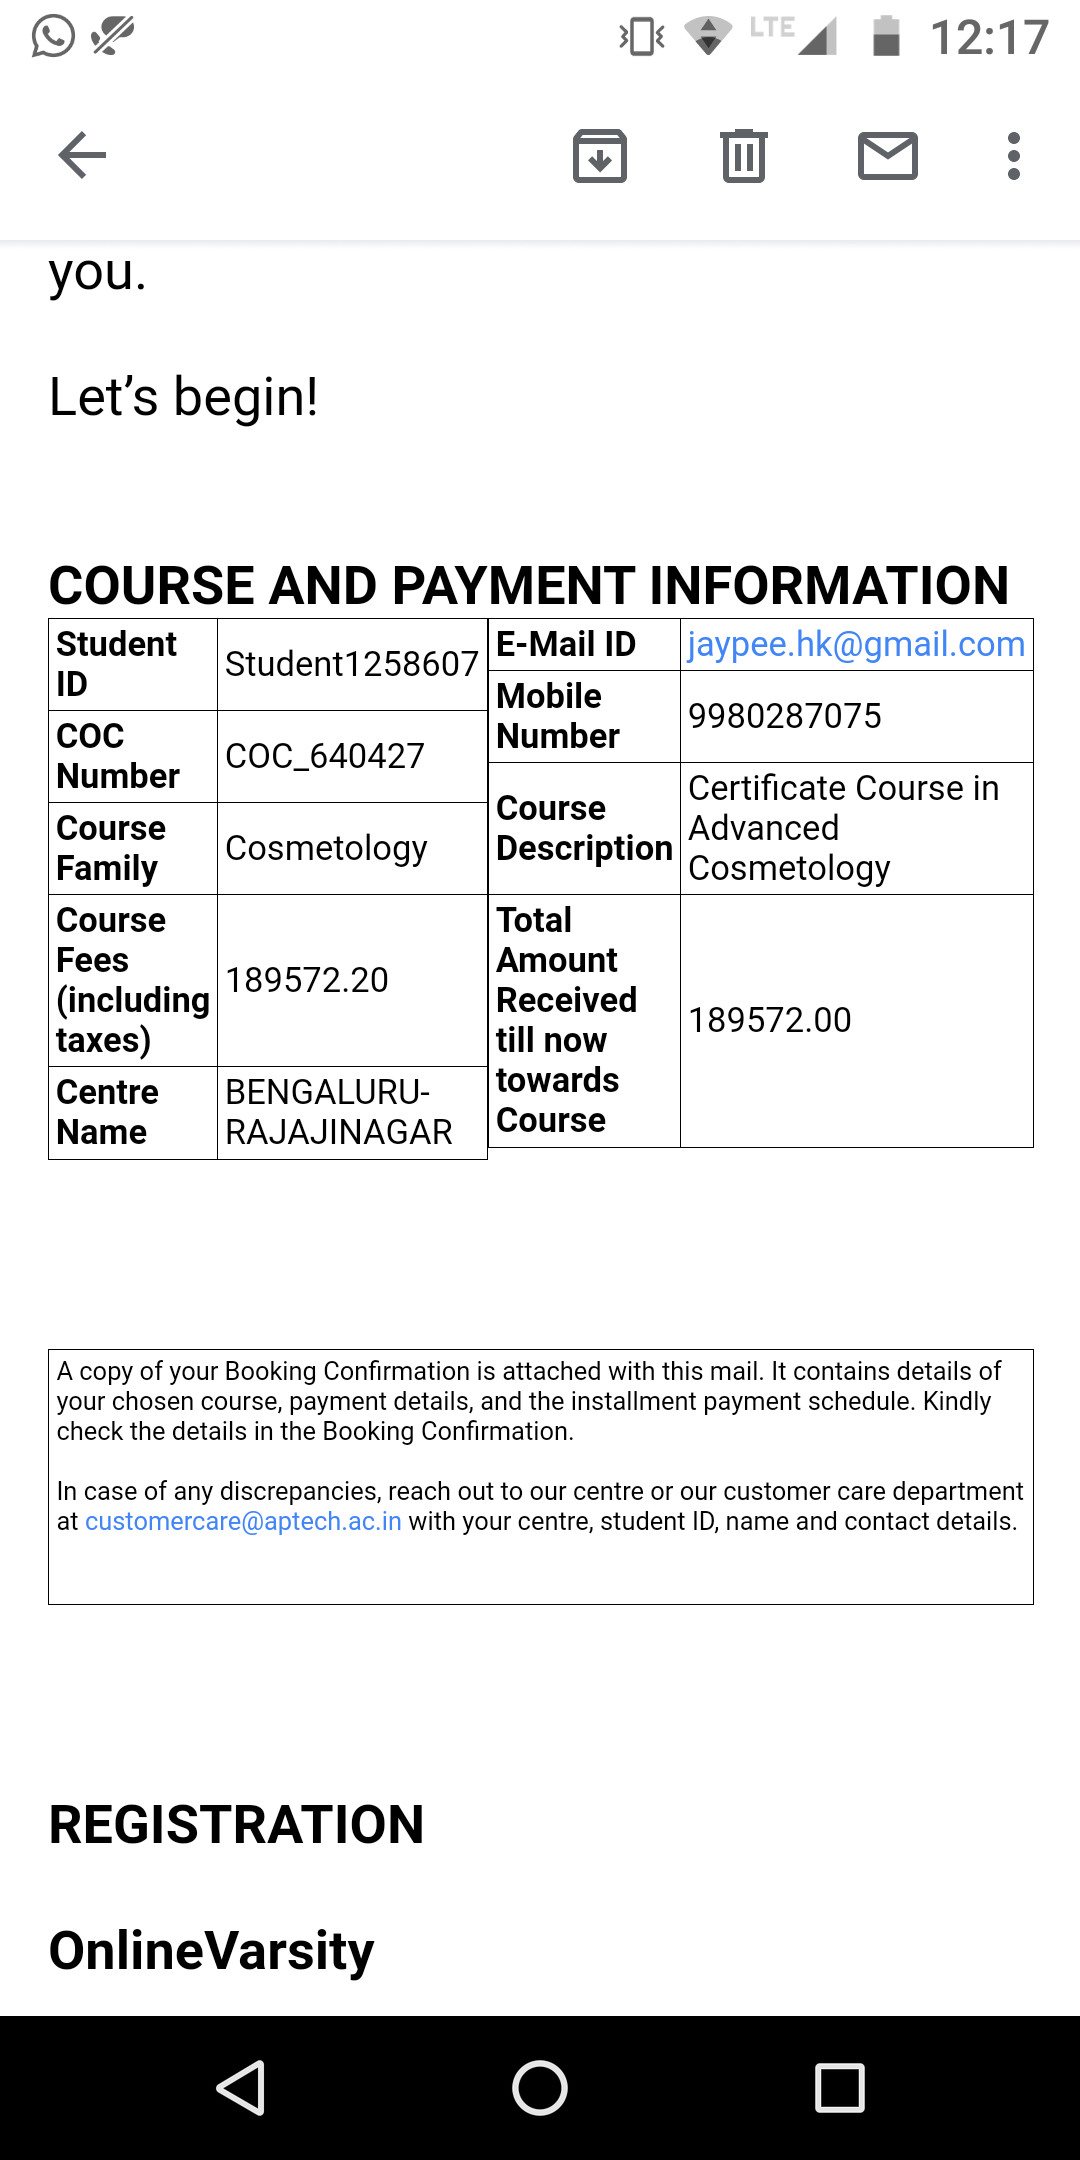 LTE 12:17
you.
Let’s begin!
COURSE AND PAYMENT INFORMATION
Student
ID
Student1258607
COC
Number
COC_640427
Course
Family
Cosmetology
Course
Fees
(including
taxes)
189572.20
Centre
Name
BENGALURU-
RAJAJINAGAR
E-Mail ID
jaypee.hk@gmail.com
Mobile
Number
9980287075
Course
Description
Certificate Course in
Advanced
Cosmetology
Total
Amount
Received
till now
towards
Course
189572.00
A copy of your Booking Confirmation is attached with this mail. It contains details of
your chosen course, payment details, and the installment payment schedule. Kindly
check the details in the Booking Confirmation.
In case of any discrepancies, reach out to our centre or our customer care department
at customercare@aptech.ac.in with your centre, student ID, name and contact details.
REGISTRATION
OnlineVarsity